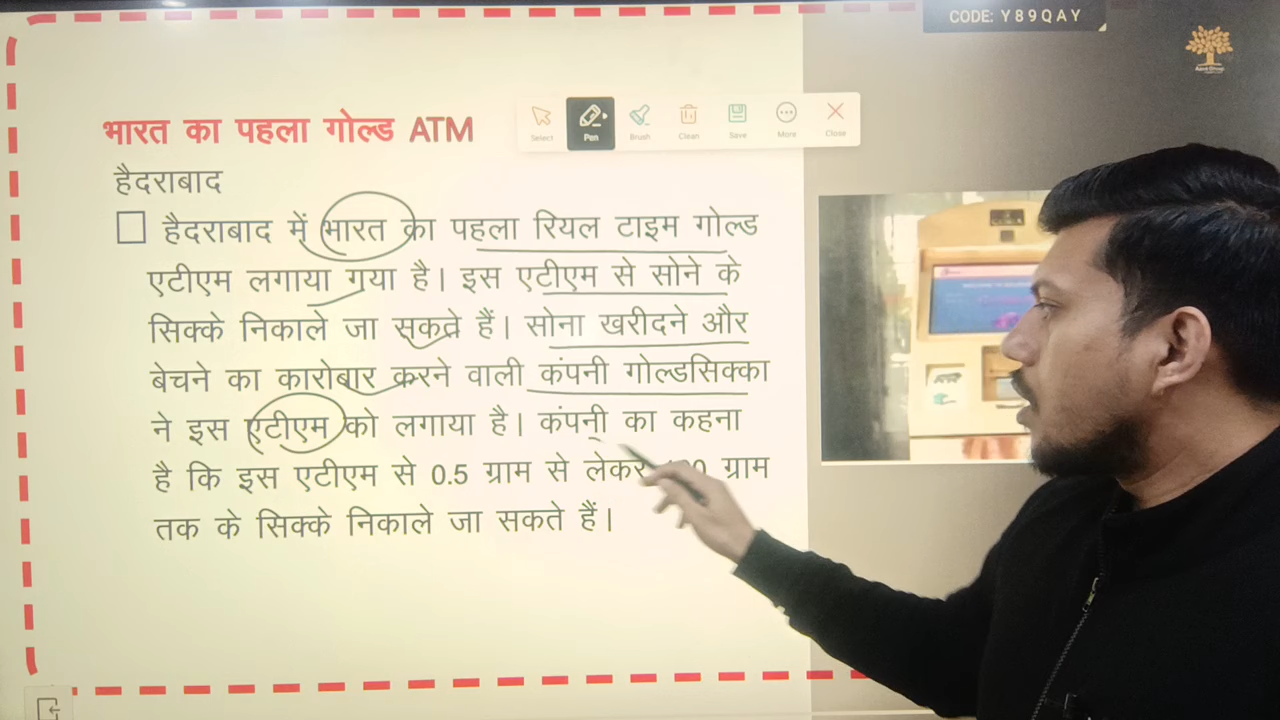 CODE: Y89QAY
भारत का पहला गोल्ड ATM
Select Pen Brush Clean Save More Close
हैदराबाद
हैदराबाद में भारत का पहला रियल टाइम गोल्ड
एटीएम लगाया गया है। इस एटीएम से सोने के
सिक्के निकाले जा सकते हैं। सोना खरीदने और
बेचने का कारोबार करने वाली कंपनी गोल्डसिक्का
ने इस एटीएम को लगाया है। कंपनी का कहना
है कि इस एटीएम से 0.5 ग्राम से लेकर ग्राम
तक के सिक्के निकाले जा सकते हैं।